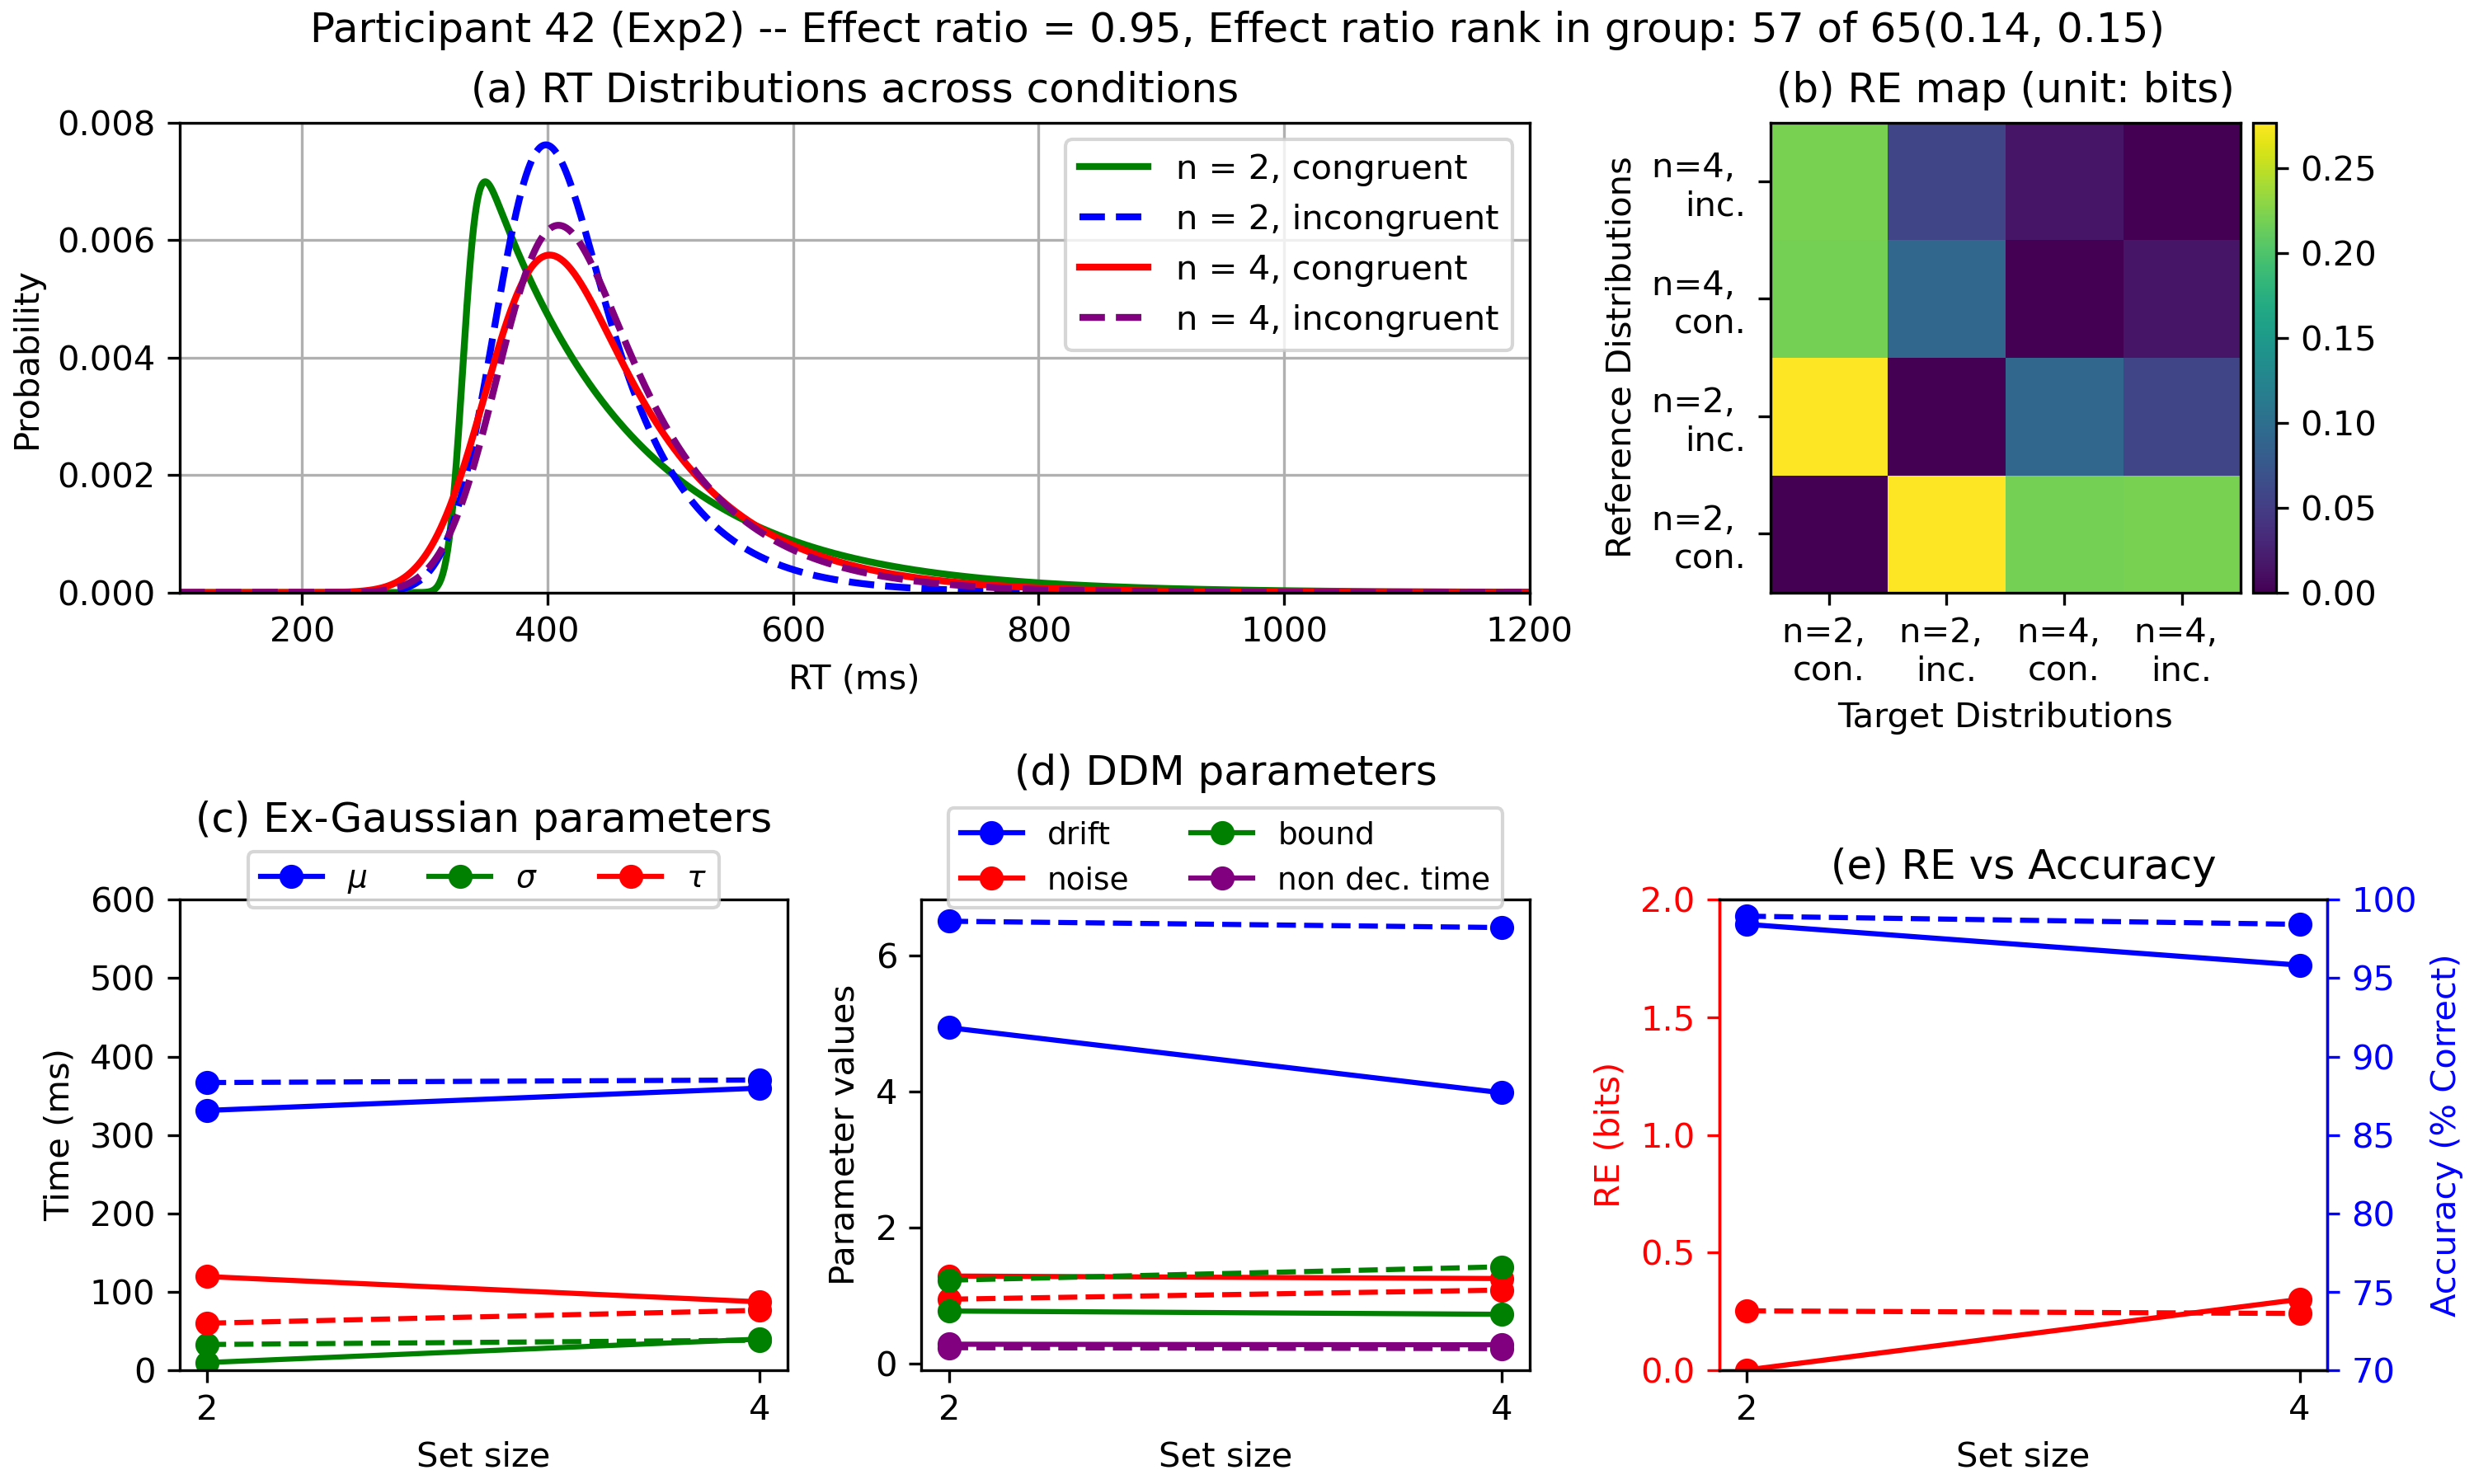 Participant 42 (Exp2) -- Effect ratio = 0.95, Effect ratio rank in group: 57 of 65(0.14, 0.15)
(a) RT Distributions across conditions
0.008
0.006
0.004
0.002
0.000
Probability
n = 2, congruent
n = 2, incongruent
n = 4, congruent
n = 4, incongruent
200
400
600
800
1000
1200
RT (ms)
(b) RE map (unit: bits)
Reference Distributions
n=4,
inc.
n=4,
con.
n=2,
inc.
n=2,
con.
0.25
0.20
0.15
0.10
0.05
0.00
n=2,
con.
n=2,
inc.
n=4,
con.
n=4,
inc.
Target Distributions
(c) Ex-Gaussian parameters
μ
σ
τ
600
500
400
300
200
100
0
Time (ms)
2
4
Set size
(d) DDM parameters
drift
noise
bound
non dec. time
6
4
2
0
Parameter values
2
4
Set size
(e) RE vs Accuracy
2.0
1.5
1.0
0.5
0.0
RE (bits)
100
95
90
85
80
75
70
Accuracy (% Correct)
2
4
Set size